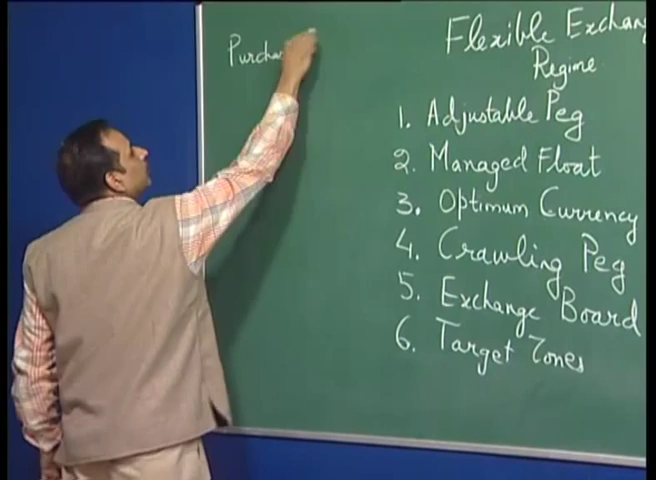 Purcha
Flexible Exchan
Regime
1. Adjustable Peg
2. Managed Float
3. Optimum Currency
4. Crawling Peg
5. Exchange Board
6. Target Zones